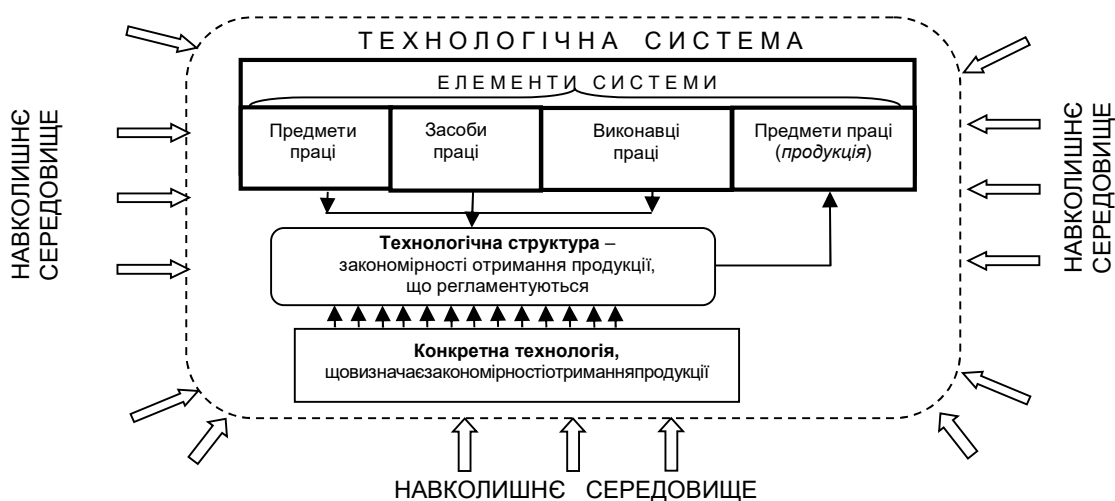 ТЕХНОЛОГІЧНА СИСТЕМА
ЕЛЕМЕНТИ СИСТЕМИ
Предмети
праці
Засоби
праці
Виконавці
праці
Предмети праці
(продукція)
НАВКОЛИШНЄ
СЕРЕДОВИЩЕ
Технологічна структура –
закономірності отримання продукції,
що регламентуються
НАВКОЛИШНЄ
СЕРЕДОВИЩЕ
Конкретна технологія,
щовизначаєзакономірностіотриманняпродукції
НАВКОЛИШНЄ СЕРЕДОВИЩЕ